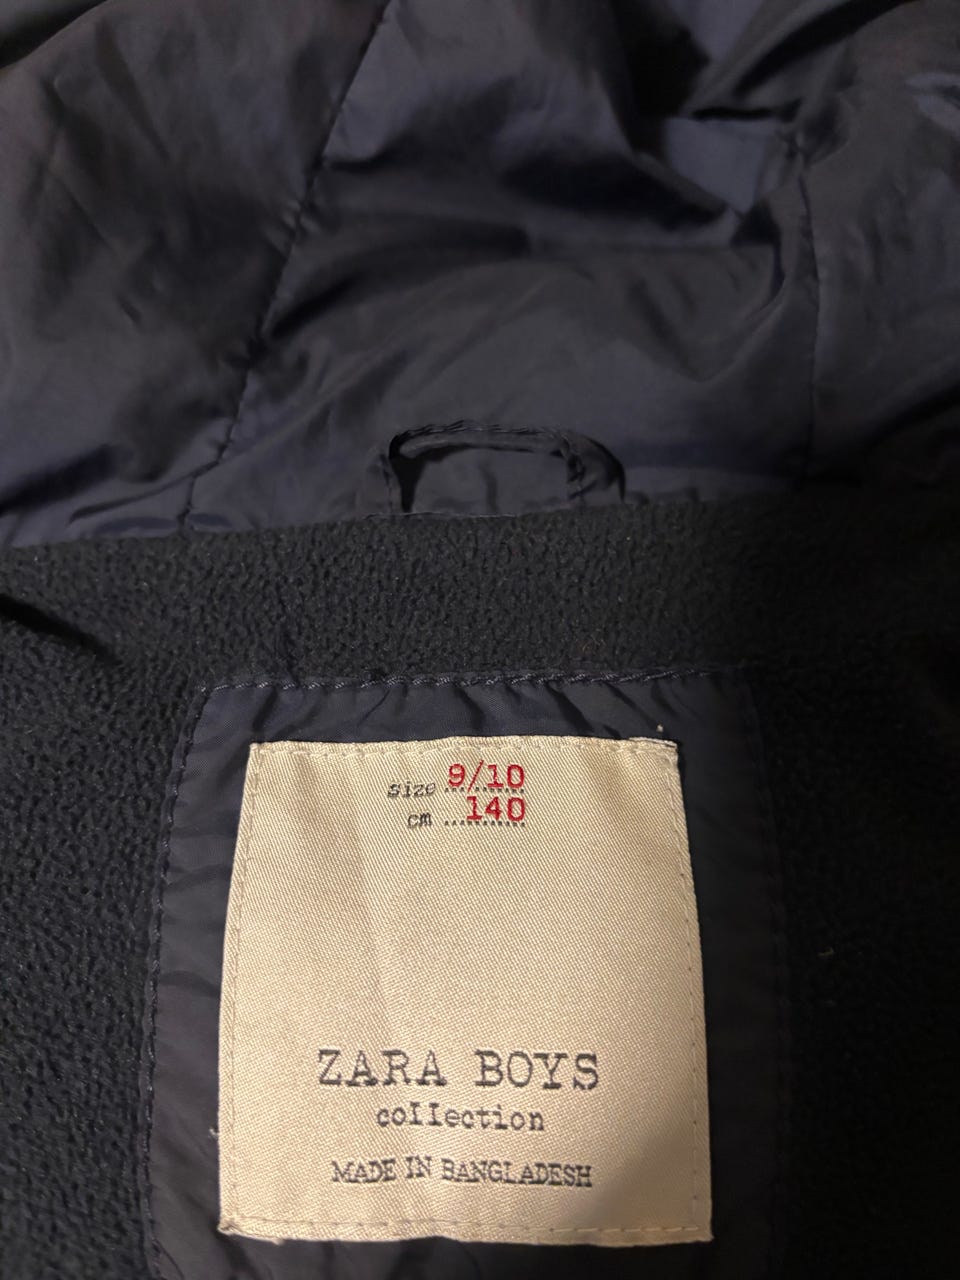 size 9/10
cm 140
ZARA BOYS
collection
MADE IN BANGLADESH